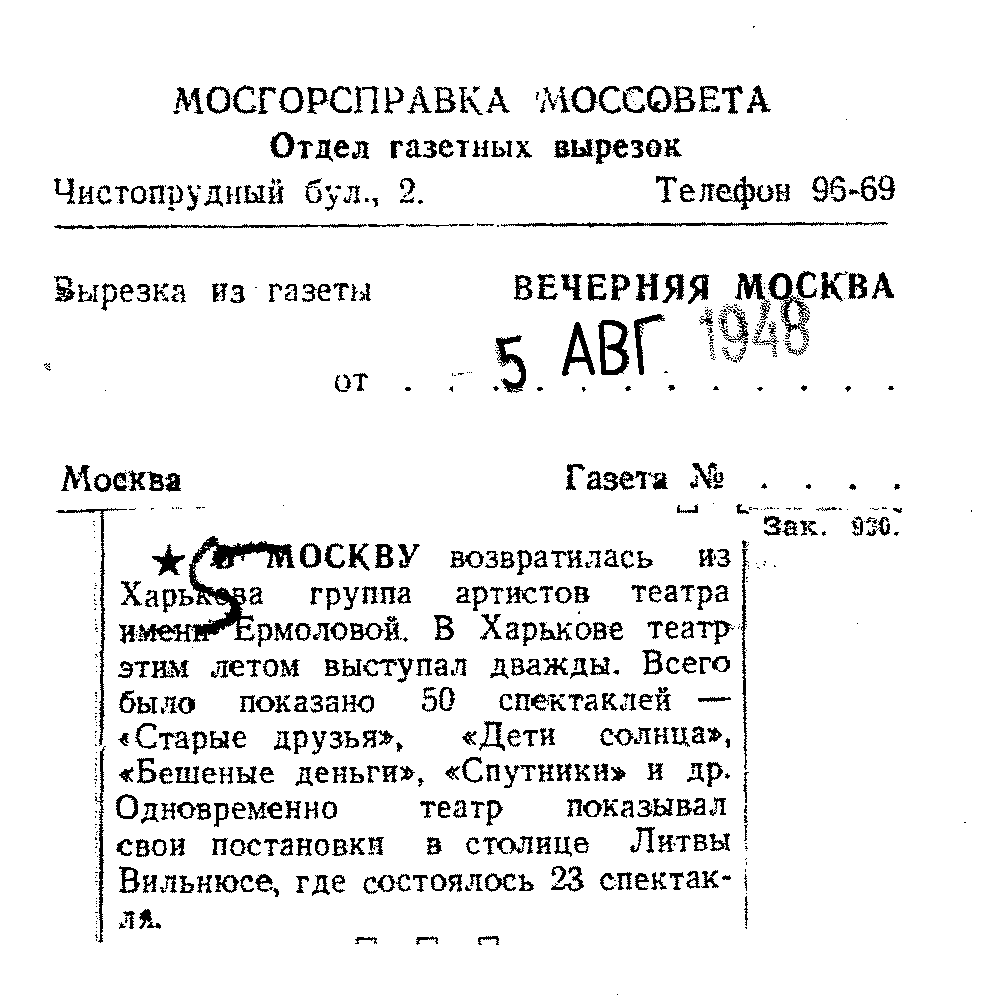 МОСГОРСПРАВКА МОССОВЕТА
Отдел газетных вырезок
Чистопрудный бул., 2. Телефон 96-69
Вырезка из газеты ВЕЧЕРНЯЯ МОСКВА
от . . 5 АВГ 1948 . . . .
Москва Газета № . . . .
Зак. 930.
★ В МОСКВУ возвратилась из
Харькова группа артистов театра
имени Ермоловой. В Харькове театр
этим летом выступал дважды. Всего
было показано 50 спектаклей —
«Старые друзья», «Дети солнца»,
«Бешеные деньги», «Спутники» и др.
Одновременно театр показывал
свои постановки в столице Литвы
Вильнюсе, где состоялось 23 спектак-
ля.